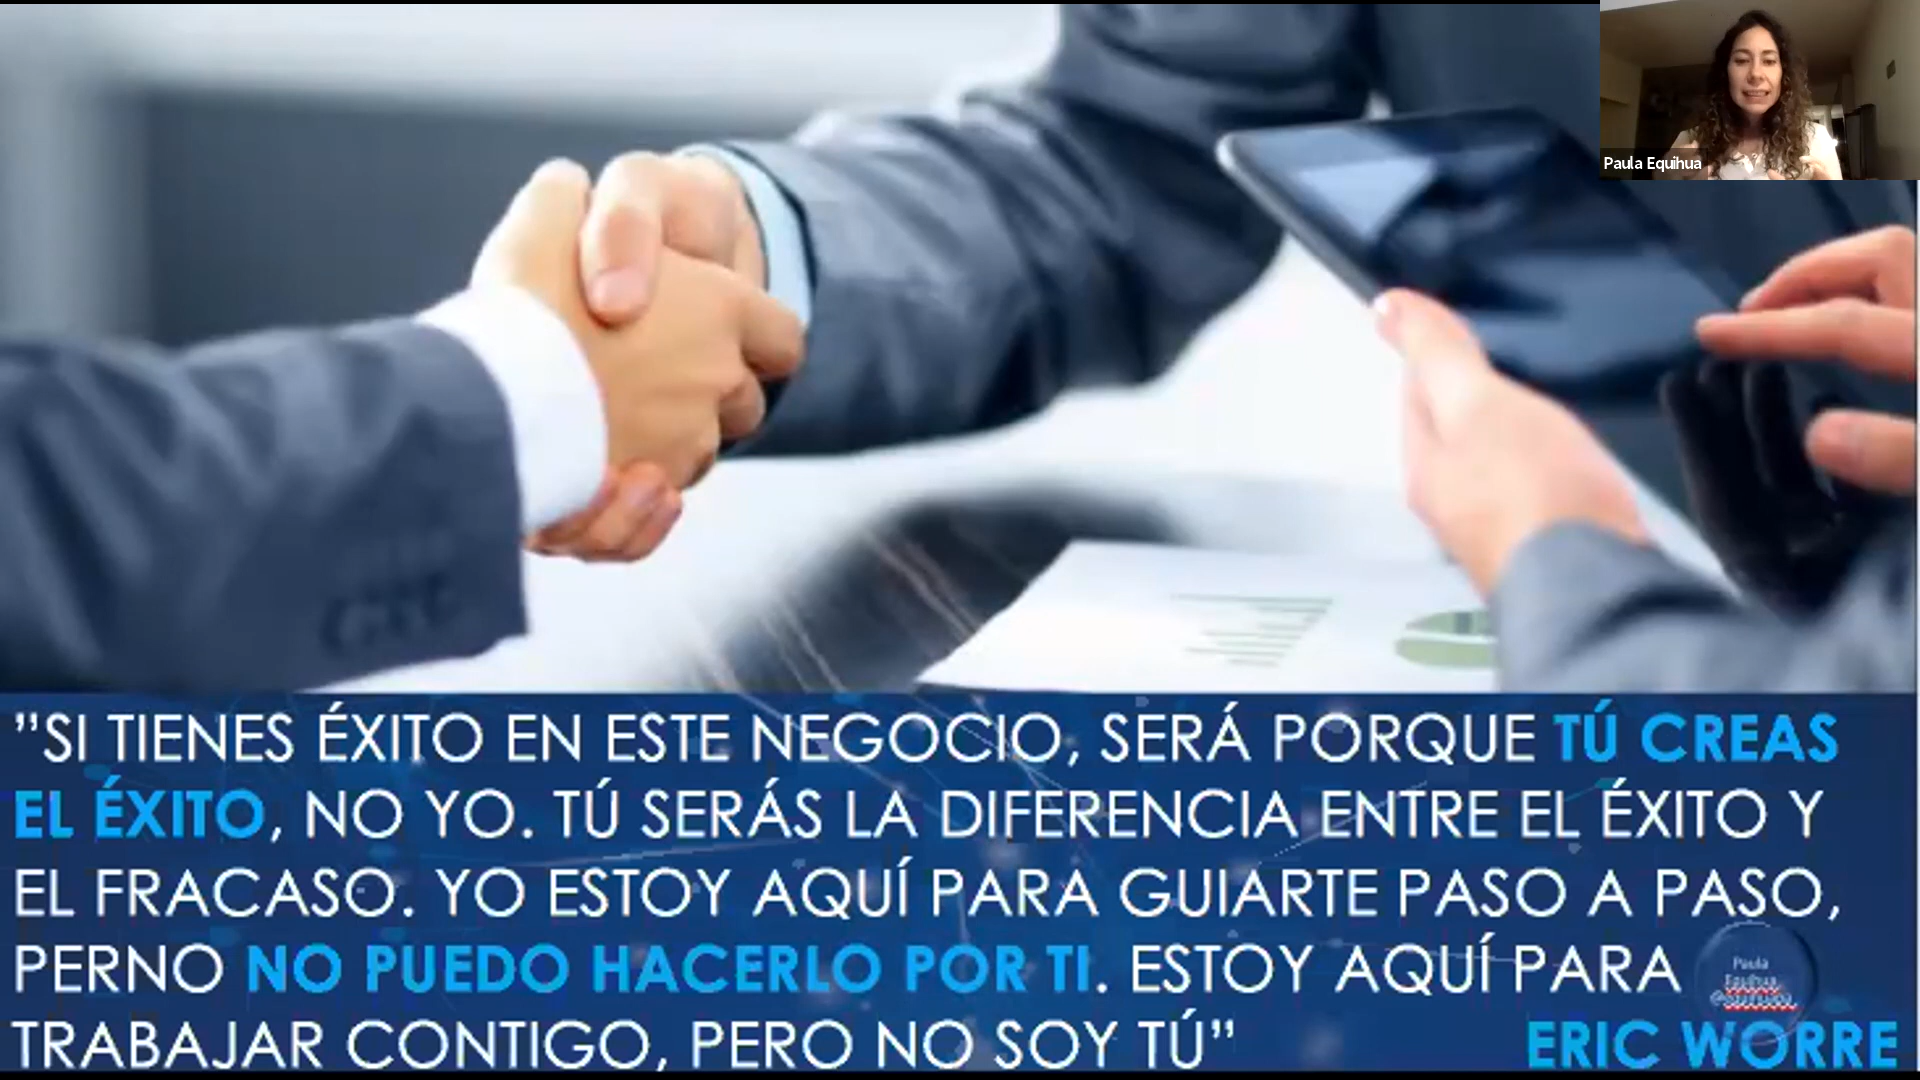 Paula Equihua
”SI TIENES ÉXITO EN ESTE NEGOCIO, SERÁ PORQUE TÚ CREAS
EL ÉXITO, NO YO. TÚ SERÁS LA DIFERENCIA ENTRE EL ÉXITO Y
EL FRACASO. YO ESTOY AQUÍ PARA GUIARTE PASO A PASO,
PERNO NO PUEDO HACERLO POR TI. ESTOY AQUÍ PARA
TRABAJAR CONTIGO, PERO NO SOY TÚ”
ERIC WORRE
Paula
Equihua